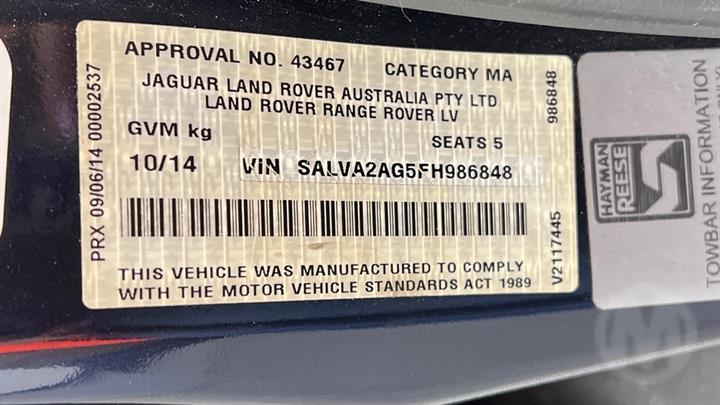 APPROVAL NO. 43467 CATEGORY MA
JAGUAR LAND ROVER AUSTRALIA PTY LTD
LAND ROVER RANGE ROVER LV
GVM kg SEATS 5
10/14 VIN SALVA2AG5FH986848
THIS VEHICLE WAS MANUFACTURED TO COMPLY
WITH THE MOTOR VEHICLE STANDARDS ACT 1989
PRX 09/06/14 00002537
986848
V2117445
HAYMAN
REESE
TOWBAR INFORMATION
M